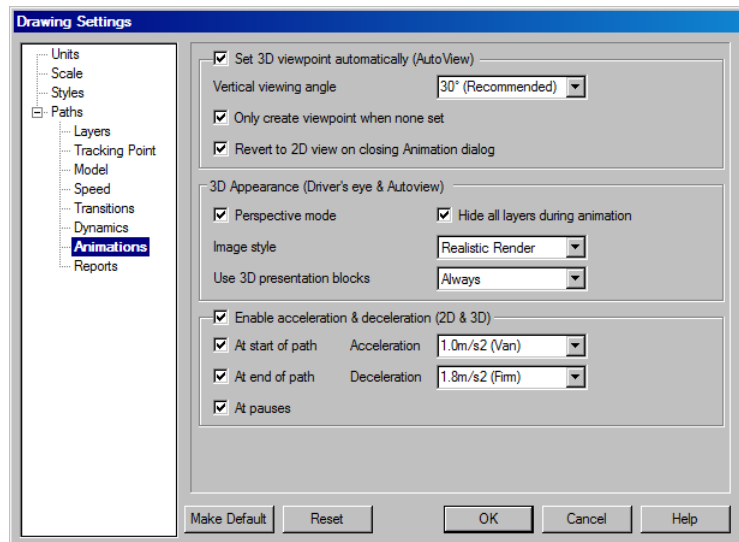 Drawing Settings
Units
Scale
Styles
Paths
Layers
Tracking Point
Model
Speed
Transitions
Dynamics
Animations
Reports
Set 3D viewpoint automatically (AutoView)
Vertical viewing angle 30° (Recommended)
Only create viewpoint when none set
Revert to 2D view on closing Animation dialog
3D Appearance (Driver's eye & Autoview)
Perspective mode Hide all layers during animation
Image style Realistic Render
Use 3D presentation blocks Always
Enable acceleration & deceleration (2D & 3D)
At start of path Acceleration 1.0m/s2 (Van)
At end of path Deceleration 1.8m/s2 (Firm)
At pauses
Make Default Reset OK Cancel Help